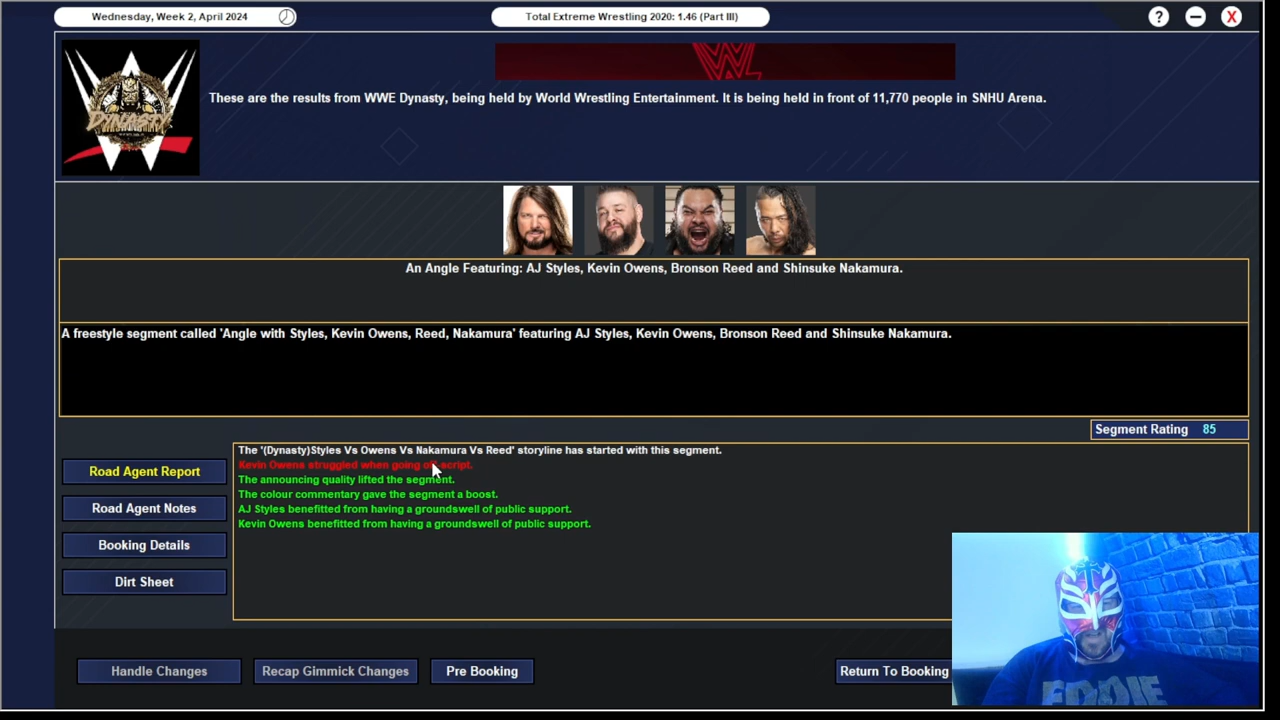 Wednesday, Week 2, April 2024
Total Extreme Wrestling 2020: 1.46 (Part III)
?
X
DYNASTY
These are the results from WWE Dynasty, being held by World Wrestling Entertainment. It is being held in front of 11,770 people in SNHU Arena.
An Angle Featuring: AJ Styles, Kevin Owens, Bronson Reed and Shinsuke Nakamura.
A freestyle segment called 'Angle with Styles, Kevin Owens, Reed, Nakamura' featuring AJ Styles, Kevin Owens, Bronson Reed and Shinsuke Nakamura.
Segment Rating 85
Road Agent Report
Road Agent Notes
Booking Details
Dirt Sheet
The '(Dynasty)Styles Vs Owens Vs Nakamura Vs Reed' storyline has started with this segment.
Kevin Owens struggled when going off script.
The announcing quality lifted the segment.
The colour commentary gave the segment a boost.
AJ Styles benefitted from having a groundswell of public support.
Kevin Owens benefitted from having a groundswell of public support.
Handle Changes
Recap Gimmick Changes
Pre Booking
Return To Booking
EDDIE